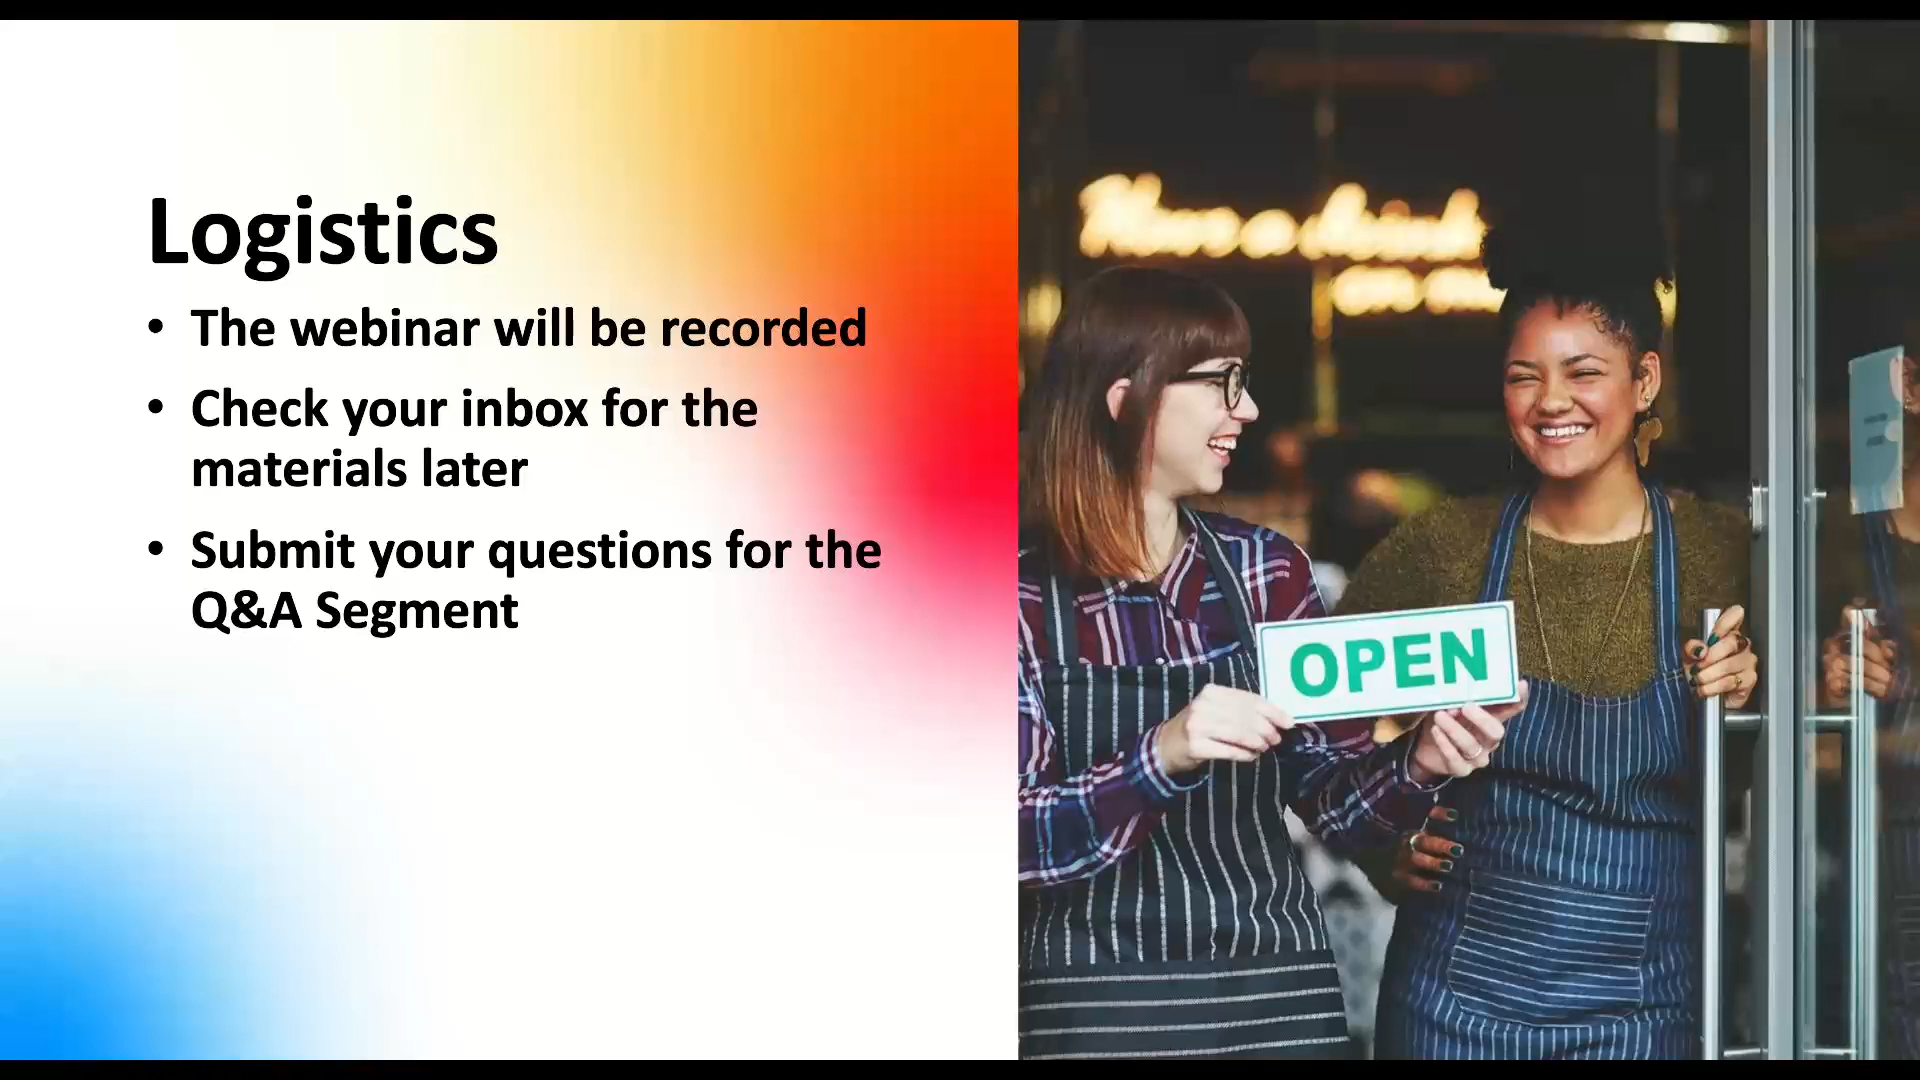 Logistics
• The webinar will be recorded
• Check your inbox for the
materials later
• Submit your questions for the
Q&A Segment
OPEN